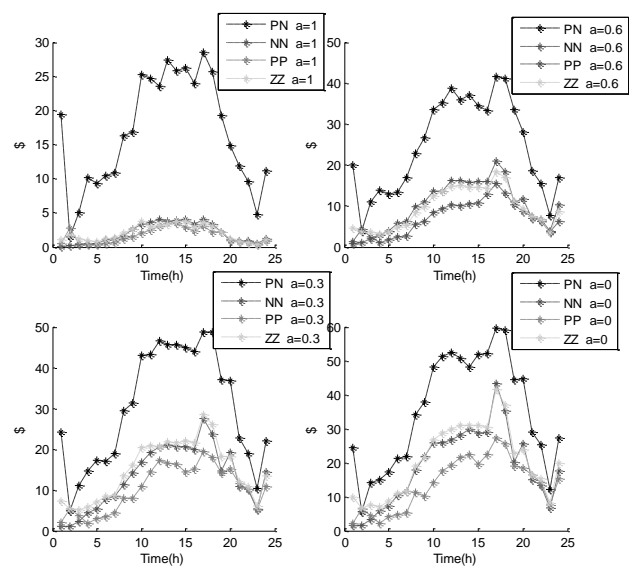 PN a=1
NN a=1
PP a=1
ZZ a=1
30
25
20
15
10
5
0
$
0 5 10 15 20 25
Time(h)
PN a=0.6
NN a=0.6
PP a=0.6
ZZ a=0.6
50
40
30
20
10
0
$
0 5 10 15 20 25
Time(h)
PN a=0.3
NN a=0.3
PP a=0.3
ZZ a=0.3
50
40
30
20
10
0
$
0 5 10 15 20 25
Time(h)
PN a=0
NN a=0
PP a=0
ZZ a=0
60
50
40
30
20
10
0
$
0 5 10 15 20 25
Time(h)